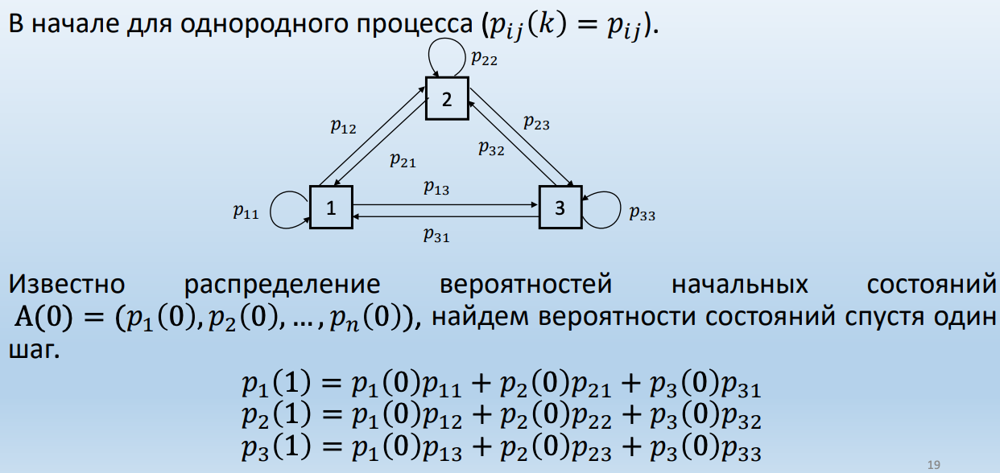 В начале для однородного процесса (p_{ij}(k) = p_{ij}).
p_{22}
2
p_{12}
p_{23}
p_{32}
p_{21}
p_{13}
p_{11}
1
3
p_{33}
p_{31}
Известно распределение вероятностей начальных состояний
A(0) = (p_1(0), p_2(0), … , p_n(0)), найдем вероятности состояний спустя один
шаг.
p_1(1) = p_1(0)p_{11} + p_2(0)p_{21} + p_3(0)p_{31}
p_2(1) = p_1(0)p_{12} + p_2(0)p_{22} + p_3(0)p_{32}
p_3(1) = p_1(0)p_{13} + p_2(0)p_{23} + p_3(0)p_{33}
19